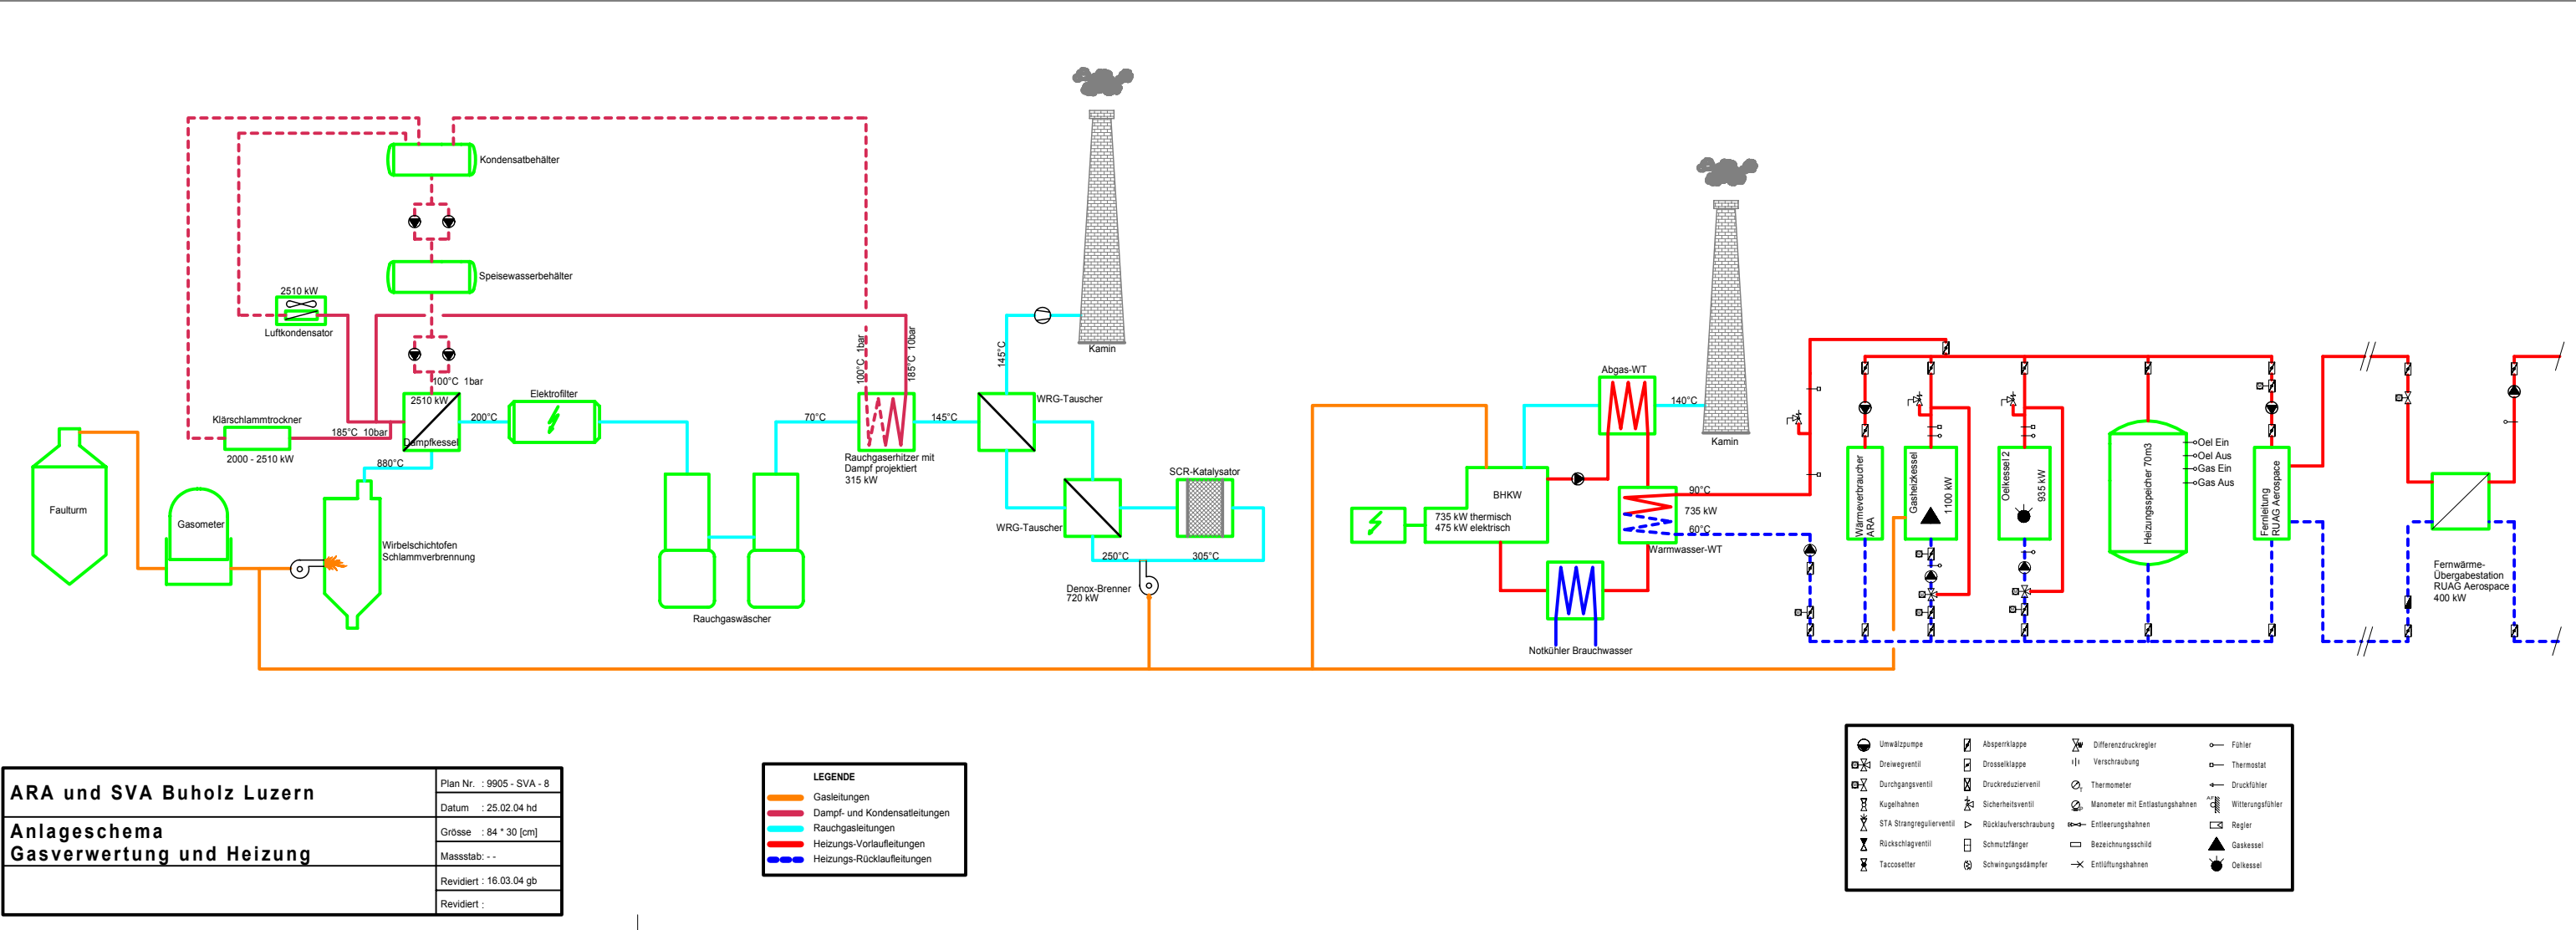 Kondensatbehälter
Speisewasserbehälter
2510 kW
Luftkondensator
100°C 1bar
2510 kW
Dampfkessel
Klärschlammtrockner
185°C 10bar
2000 - 2510 kW
880°C
200°C
Elektrofilter
Faulturm
Gasometer
Wirbelschichtofen
Schlammverbrennung
Rauchgaswäscher
70°C
100°C 1bar
185°C 10bar
Rauchgaserhitzer mit
Dampf projektiert
315 kW
145°C
145°C
Kamin
WRG-Tauscher
WRG-Tauscher
SCR-Katalysator
250°C
305°C
Denox-Brenner
720 kW
BHKW
735 kW thermisch
475 kW elektrisch
Abgas-WT
140°C
Kamin
90°C
735 kW
60°C
Warmwasser-WT
Notkühler Brauchwasser
Wärmeverbraucher
ARA
Gasheizkessel
1100 kW
Oelkessel 2
935 kW
Heizungsspeicher 70m3
Oel Ein
Oel Aus
Gas Ein
Gas Aus
Fernleitung
RUAG Aerospace
Fernwärme-
Übergabestation
RUAG Aerospace
400 kW
ARA und SVA Buholz Luzern
Anlageschema
Gasverwertung und Heizung
Plan Nr. : 9905 - SVA - 8
Datum : 25.02.04 hd
Grösse : 84 * 30 [cm]
Massstab: - -
Revidiert : 16.03.04 gb
Revidiert :
LEGENDE
Gasleitungen
Dampf- und Kondensatleitungen
Rauchgasleitungen
Heizungs-Vorlaufleitungen
Heizungs-Rücklaufleitungen
Umwälzpumpe
Dreiwegventil
Durchgangsventil
Kugelhahnen
STA Strangregulierventil
Rückschlagventil
Taccosetter
Absperrklappe
Drosselklappe
Druckreduziervenil
Sicherheitsventil
Rücklaufverschraubung
Schmutzfänger
Schwingungsdämpfer
Differenzdruckregler
Verschraubung
Thermometer
Manometer mit Entlastungshahnen
Entleerungshahnen
Bezeichnungsschild
Entlüftungshahnen
Fühler
Thermostat
Druckfühler
Witterungsfühler
Regler
Gaskessel
Oelkessel